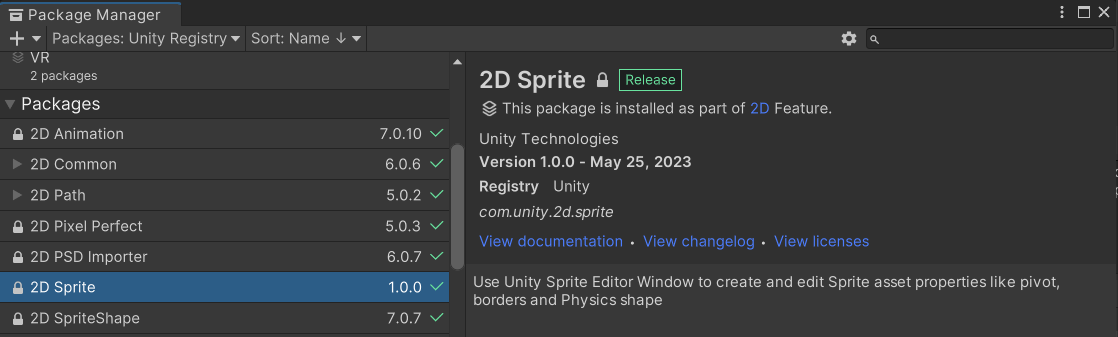 Package Manager
Packages: Unity Registry
Sort: Name ↓
VR
2 packages
Packages
2D Animation 7.0.10
2D Common 6.0.6
2D Path 5.0.2
2D Pixel Perfect 5.0.3
2D PSD Importer 6.0.7
2D Sprite 1.0.0
2D SpriteShape 7.0.7
2D Sprite Release
This package is installed as part of 2D Feature.
Unity Technologies
Version 1.0.0 - May 25, 2023
Registry Unity
com.unity.2d.sprite
View documentation • View changelog • View licenses
Use Unity Sprite Editor Window to create and edit Sprite asset properties like pivot,
borders and Physics shape